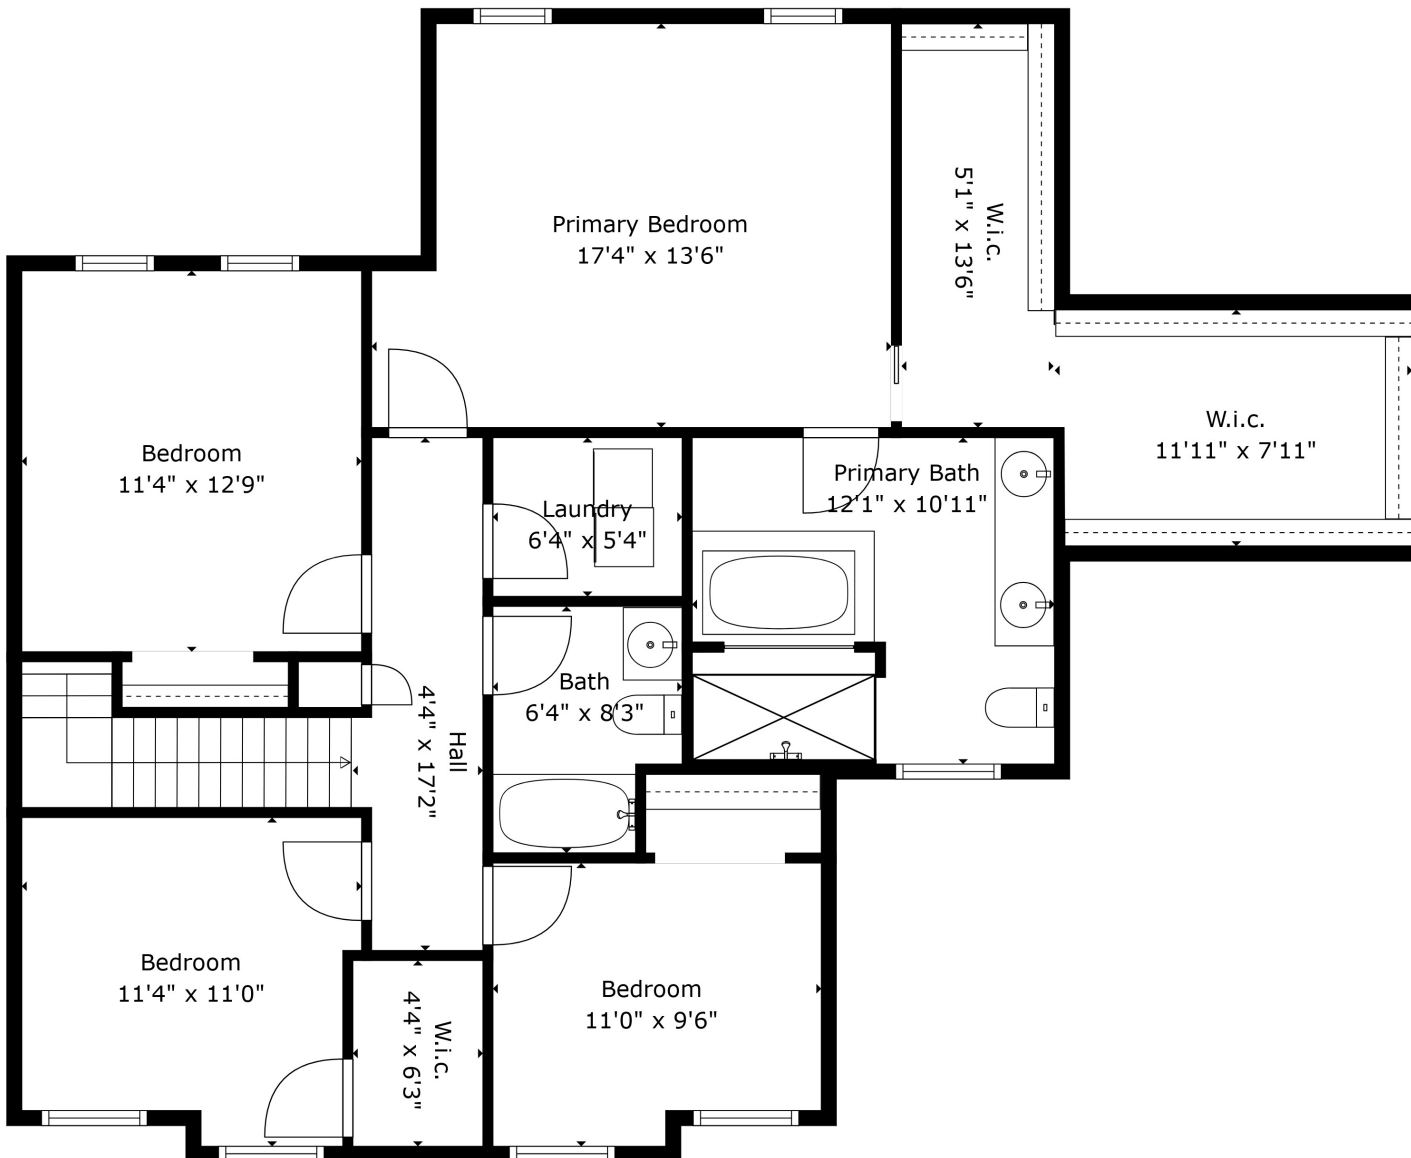 Primary Bedroom
17'4" x 13'6"
W.i.c.
5'1" x 13'6"
W.i.c.
11'11" x 7'11"
Bedroom
11'4" x 12'9"
Laundry
6'4" x 5'4"
Primary Bath
12'1" x 10'11"
Bath
6'4" x 8'3"
Hall
4'4" x 17'2"
Bedroom
11'4" x 11'0"
W.i.c.
4'4" x 6'3"
Bedroom
11'0" x 9'6"